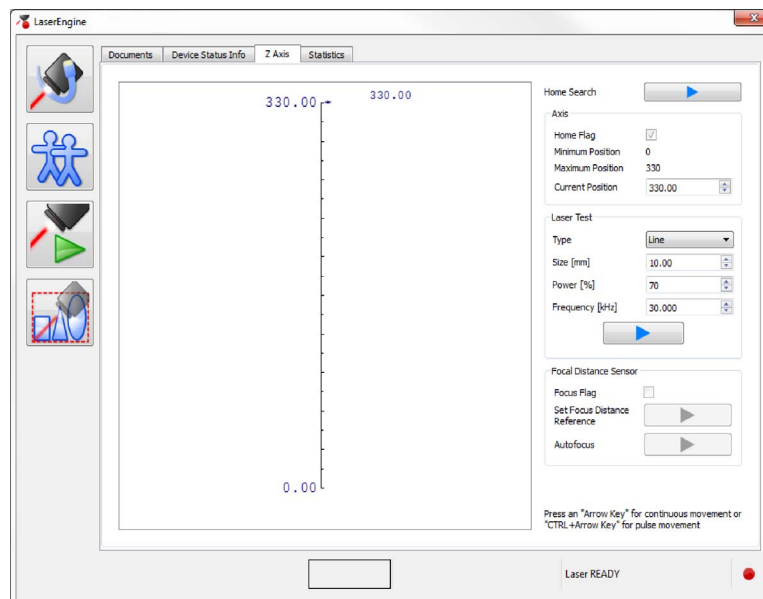 LaserEngine
Documents Device Status Info Z Axis Statistics
330.00 330.00
0.00
Home Search
Axis
Home Flag
Minimum Position 0
Maximum Position 330
Current Position 330.00
Laser Test
Type Line
Size [mm] 10.00
Power [%] 70
Frequency [kHz] 30.000
Focal Distance Sensor
Focus Flag
Set Focus Distance
Reference
Autofocus
Press an "Arrow Key" for continuous movement or
"CTRL+Arrow Key" for pulse movement
Laser READY